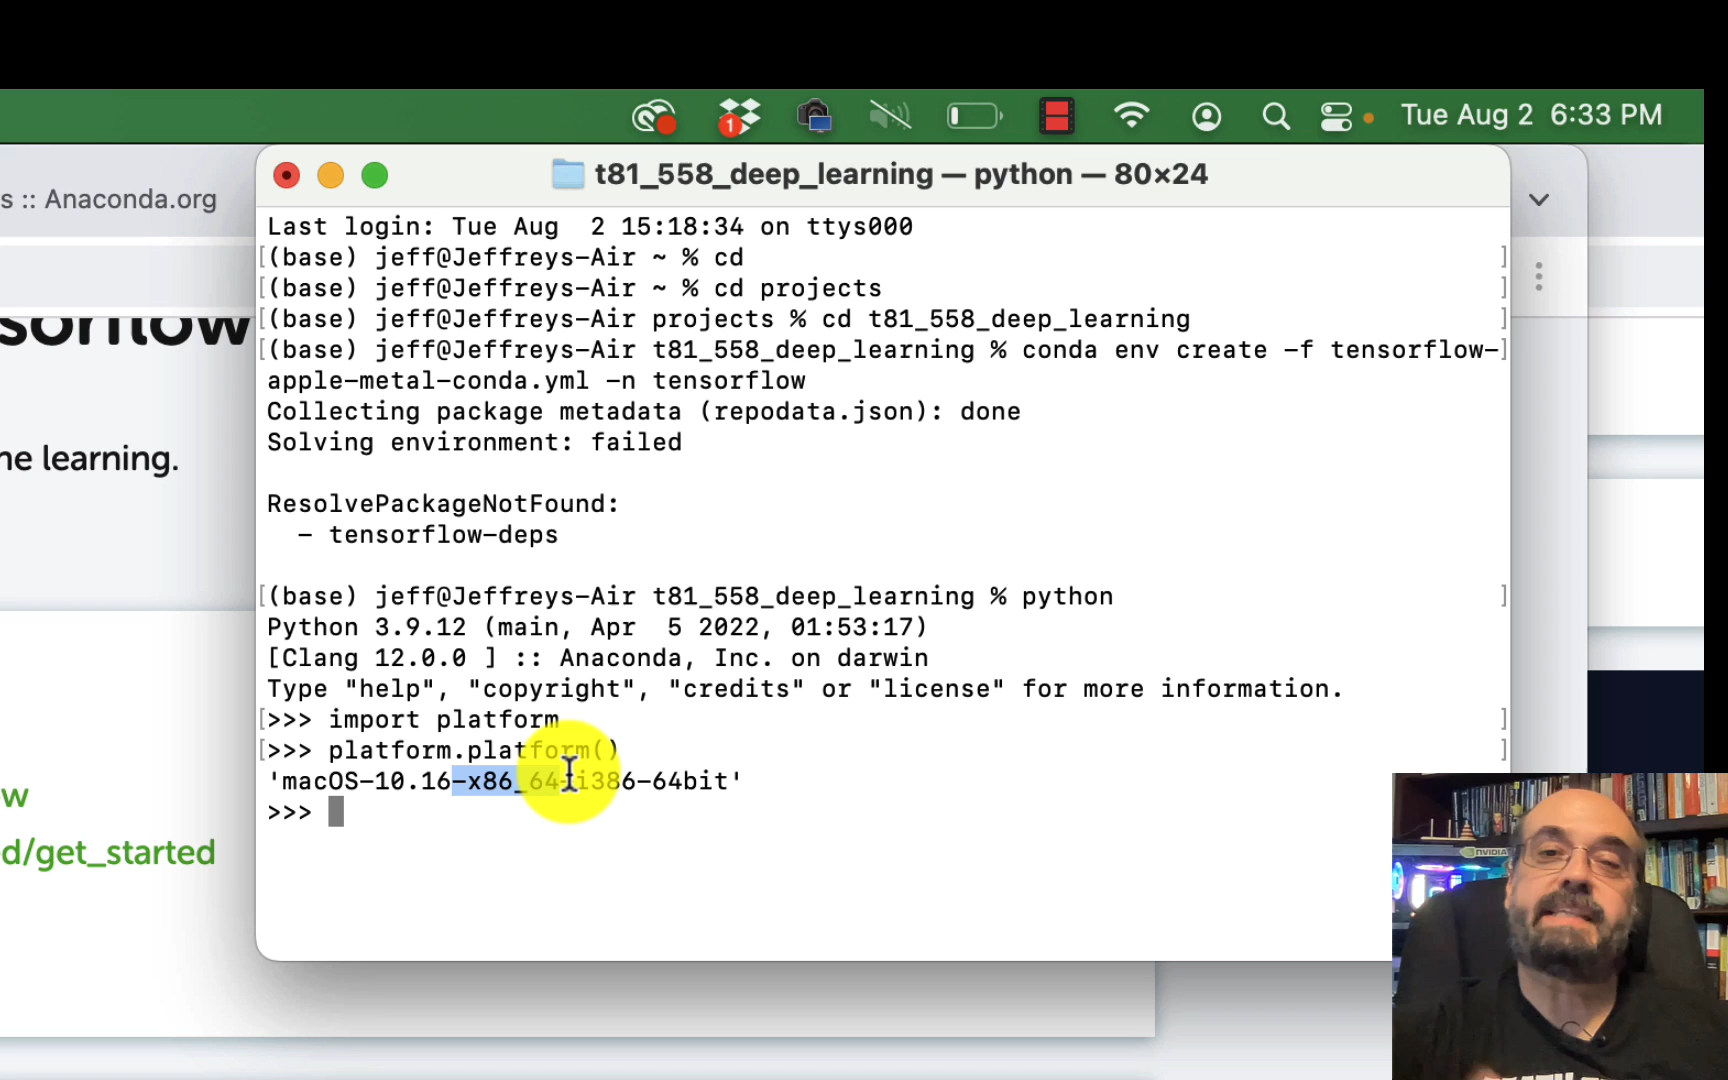 1
Tue Aug 2 6:33 PM
t81_558_deep_learning — python — 80×24
s :: Anaconda.org
Last login: Tue Aug  2 15:18:34 on ttys000
[(base) jeff@Jeffreys-Air ~ % cd ]
[(base) jeff@Jeffreys-Air ~ % cd projects ]
[(base) jeff@Jeffreys-Air projects % cd t81_558_deep_learning ]
[(base) jeff@Jeffreys-Air t81_558_deep_learning % conda env create -f tensorflow-]
apple-metal-conda.yml -n tensorflow
Collecting package metadata (repodata.json): done
Solving environment: failed
ResolvePackageNotFound:
  - tensorflow-deps
[(base) jeff@Jeffreys-Air t81_558_deep_learning % python ]
Python 3.9.12 (main, Apr  5 2022, 01:53:17)
[Clang 12.0.0 ] :: Anaconda, Inc. on darwin
Type "help", "copyright", "credits" or "license" for more information.
[>>> import platform ]
[>>> platform.platform() ]
'macOS-10.16-x86_64-i386-64bit'
>>>
sorflow
ne learning.
w
d/get_started
NVIDIA